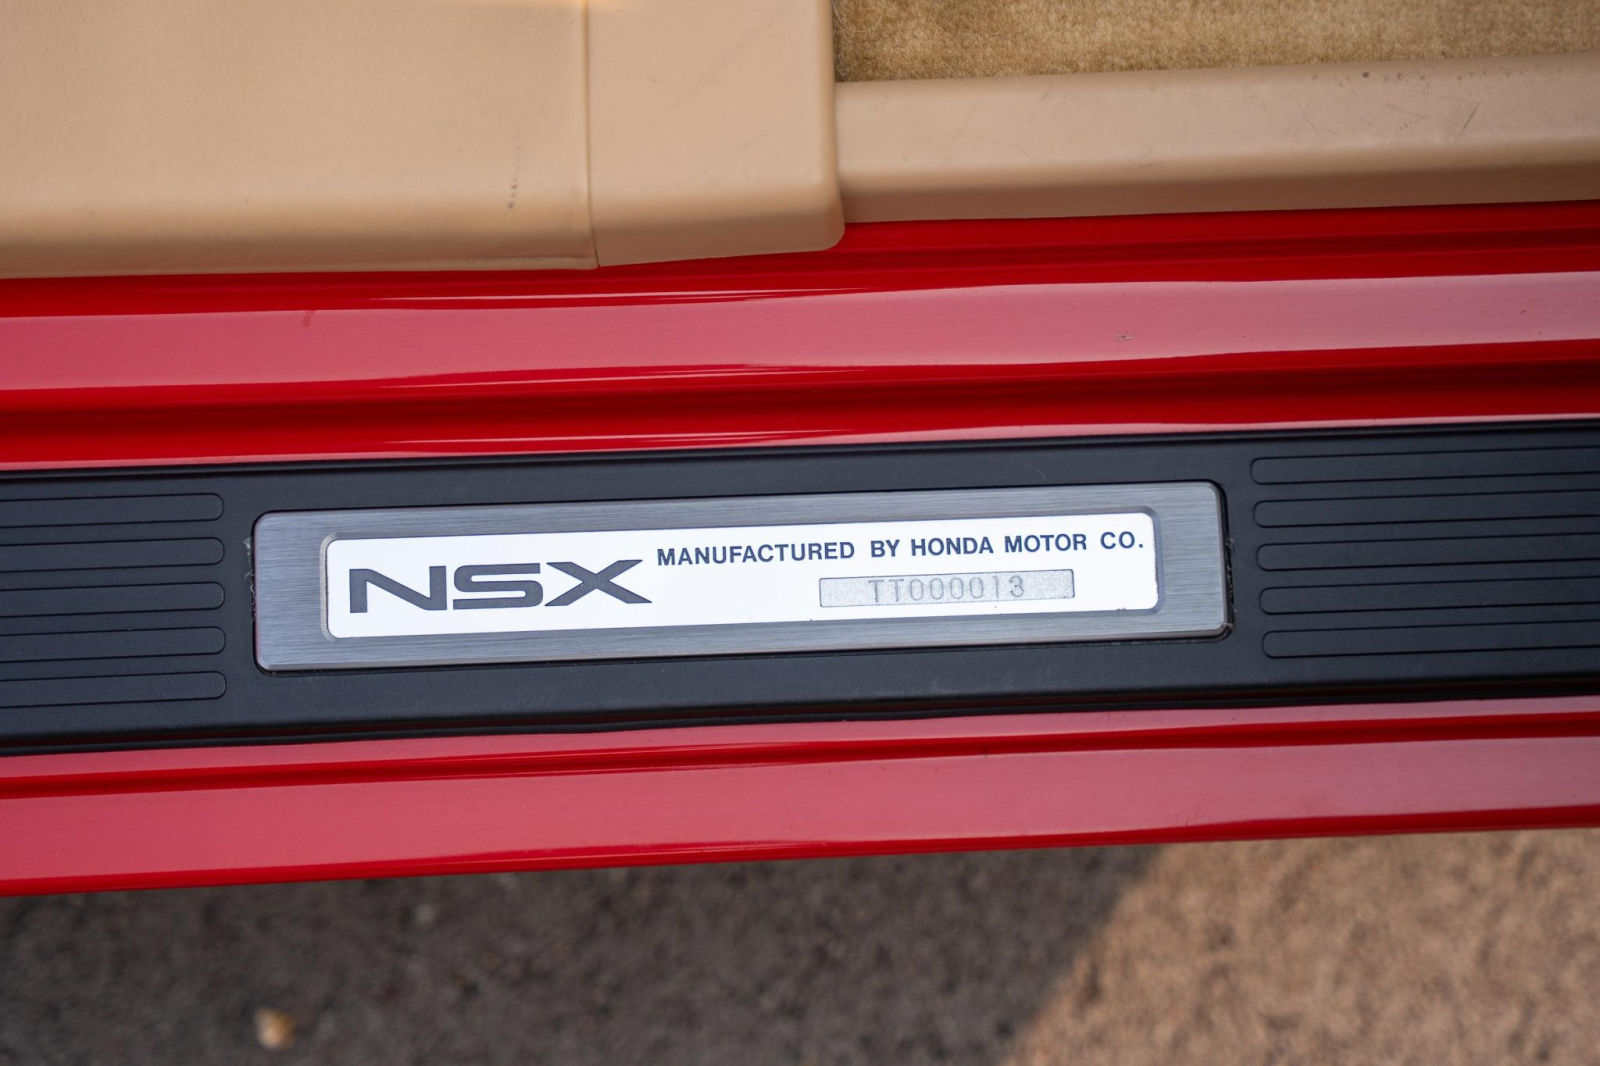 NSX MANUFACTURED BY HONDA MOTOR CO.
TT000013